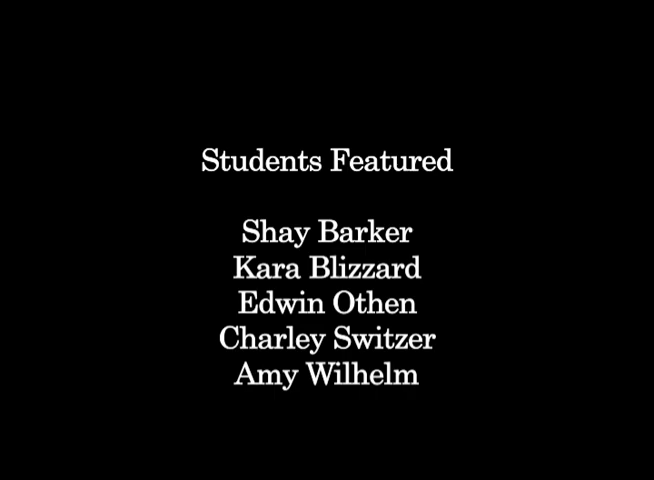 Students Featured
Shay Barker
Kara Blizzard
Edwin Othen
Charley Switzer
Amy Wilhelm